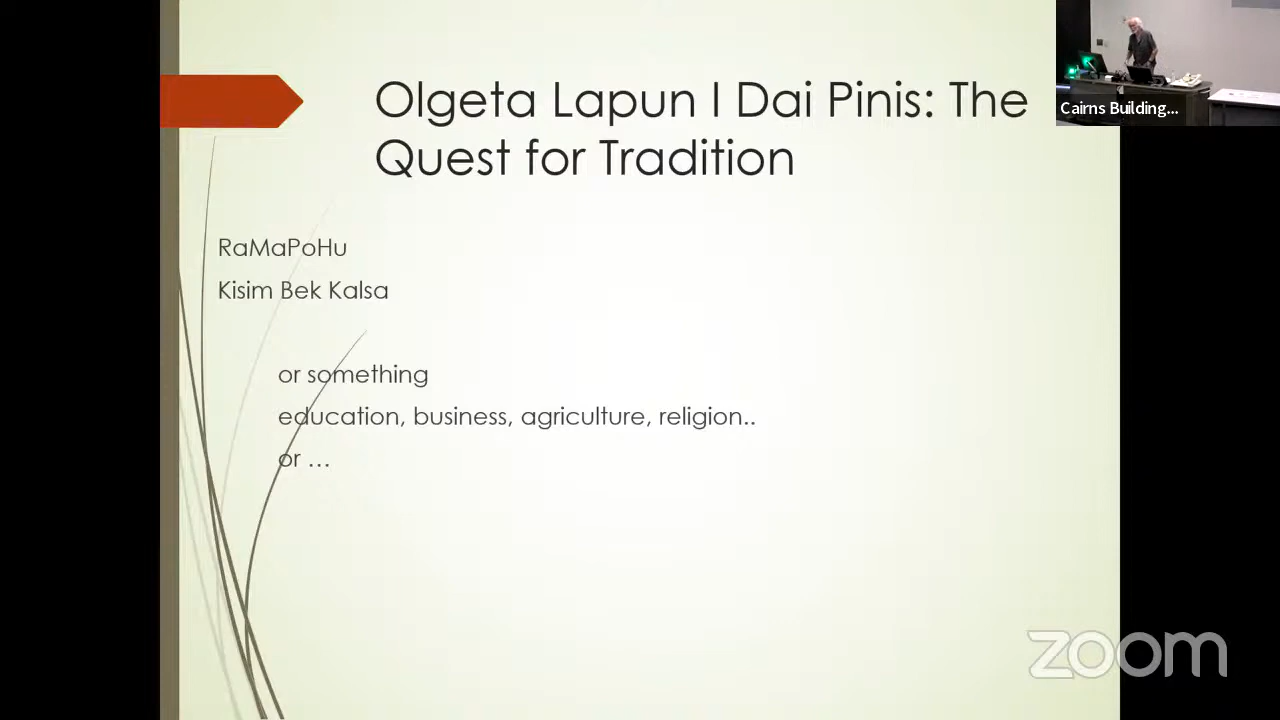 Olgeta Lapun I Dai Pinis: The
Quest for Tradition
RaMaPoHu
Kisim Bek Kalsa
or something
education, business, agriculture, religion..
or …
Cairns Building...
zoom